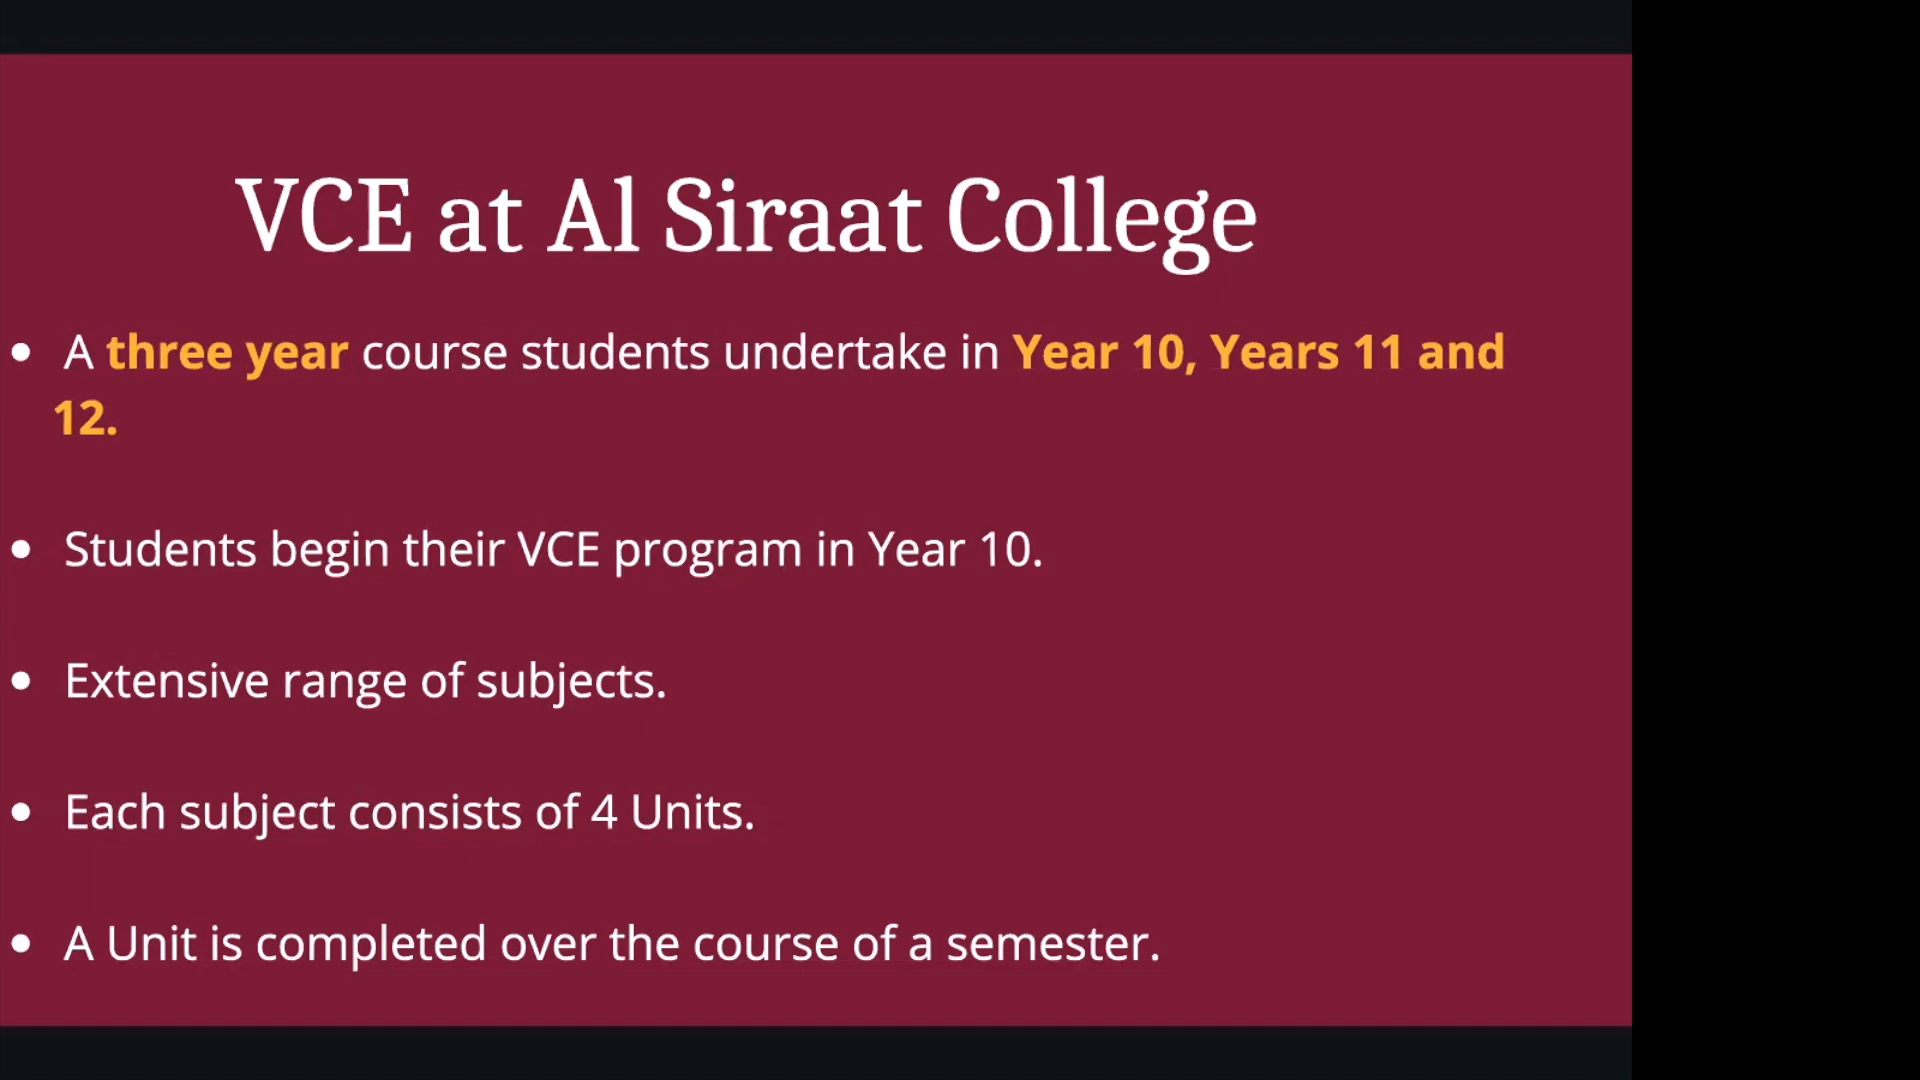 VCE at Al Siraat College
• A three year course students undertake in Year 10, Years 11 and
12.
• Students begin their VCE program in Year 10.
• Extensive range of subjects.
• Each subject consists of 4 Units.
• A Unit is completed over the course of a semester.